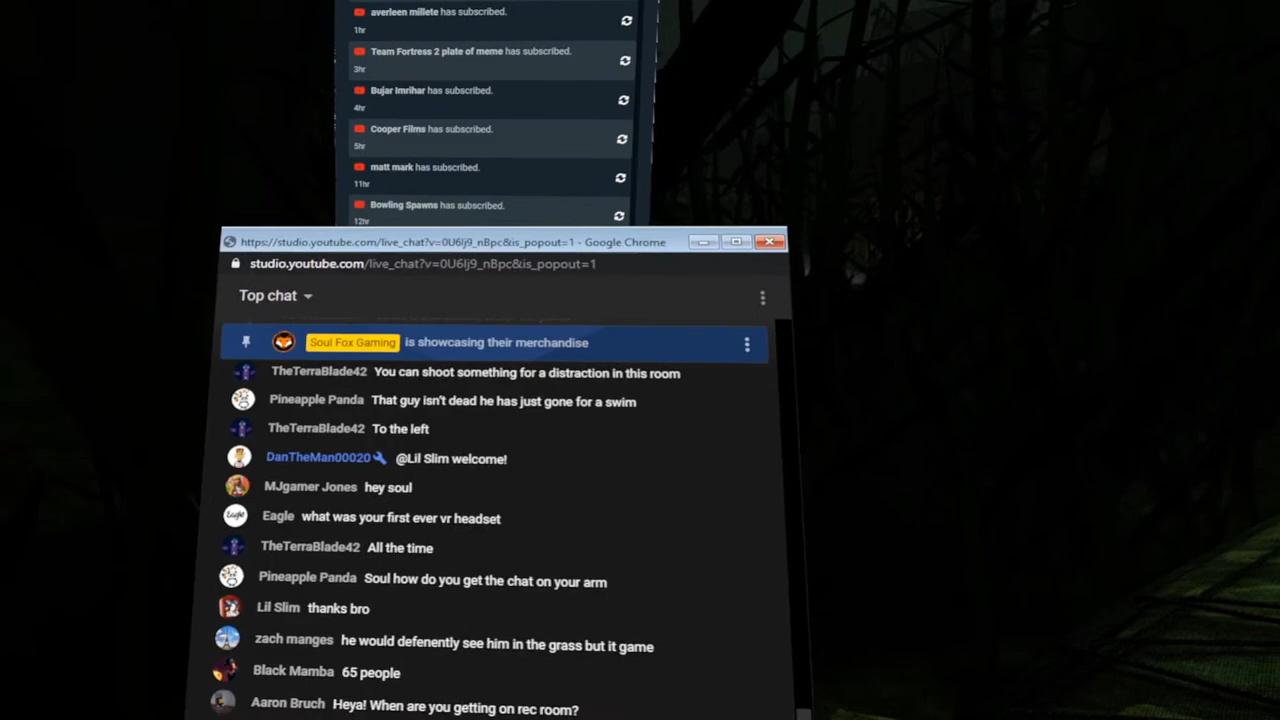 averleen millete has subscribed.
1hr
Team Fortress 2 plate of meme has subscribed.
3hr
Bujar Imrihar has subscribed.
4hr
Cooper Films has subscribed.
5hr
matt mark has subscribed.
11hr
Bowling Spawns has subscribed.
12hr
https://studio.youtube.com/live_chat?v=0U6lj9_nBpc&is_popout=1 - Google Chrome
studio.youtube.com/live_chat?v=0U6lj9_nBpc&is_popout=1
Top chat
Soul Fox Gaming is showcasing their merchandise
TheTerraBlade42 You can shoot something for a distraction in this room
Pineapple Panda That guy isn't dead he has just gone for a swim
TheTerraBlade42 To the left
DanTheMan00020 @Lil Slim welcome!
MJgamer Jones hey soul
Eagle Eagle what was your first ever vr headset
TheTerraBlade42 All the time
Pineapple Panda Soul how do you get the chat on your arm
Lil Slim thanks bro
zach manges he would defenently see him in the grass but it game
Black Mamba 65 people
Aaron Bruch Heya! When are you getting on rec room?